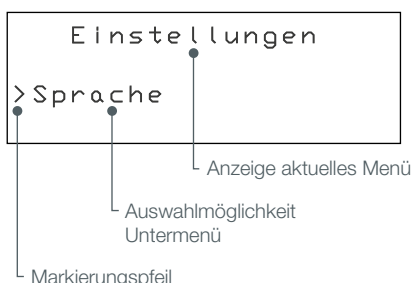 Einstellungen
>Sprache
Anzeige aktuelles Menü
Auswahlmöglichkeit
Untermenü
Markierungspfeil